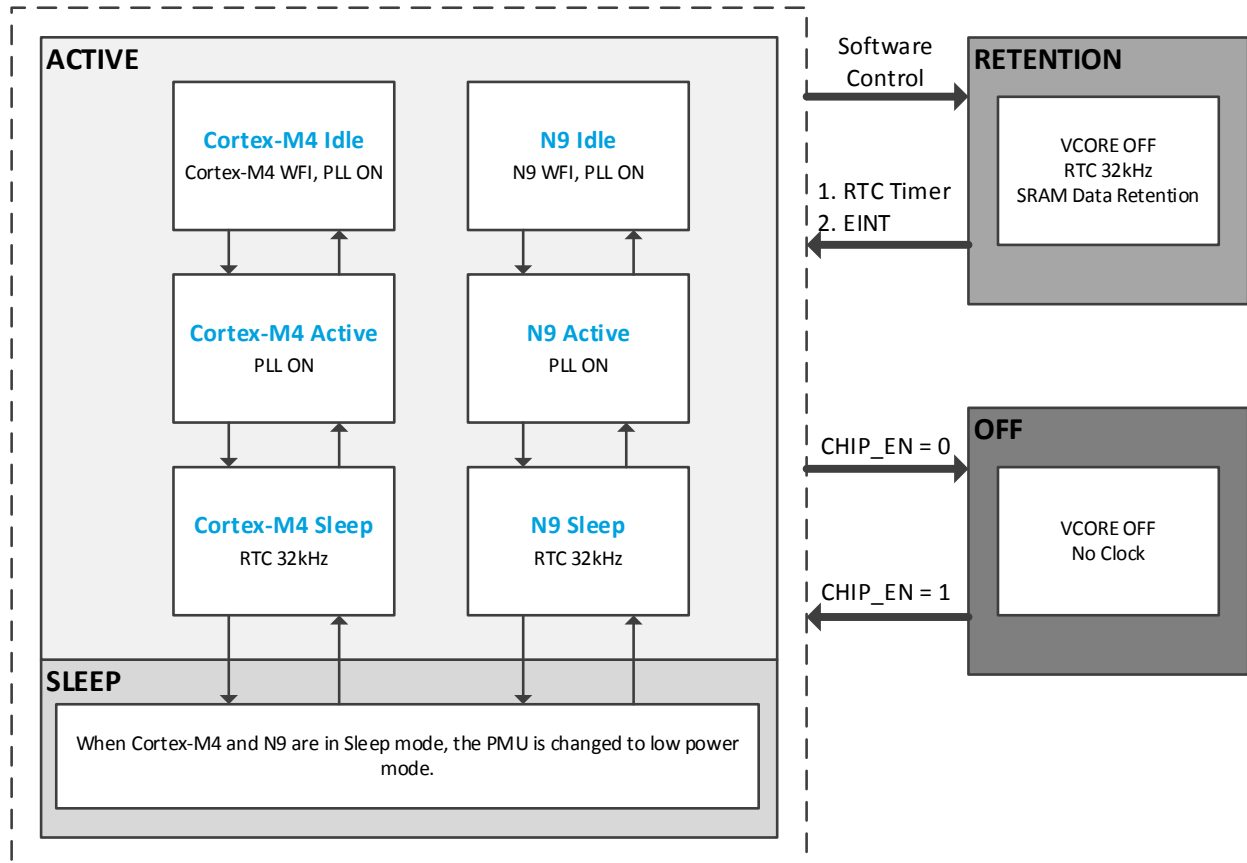 ACTIVE
Cortex-M4 Idle
Cortex-M4 WFI, PLL ON
N9 Idle
N9 WFI, PLL ON
Cortex-M4 Active
PLL ON
N9 Active
PLL ON
Cortex-M4 Sleep
RTC 32kHz
N9 Sleep
RTC 32kHz
SLEEP
When Cortex-M4 and N9 are in Sleep mode, the PMU is changed to low power
mode.
Software
Control
1. RTC Timer
2. EINT
RETENTION
VCORE OFF
RTC 32kHz
SRAM Data Retention
CHIP_EN = 0
CHIP_EN = 1
OFF
VCORE OFF
No Clock